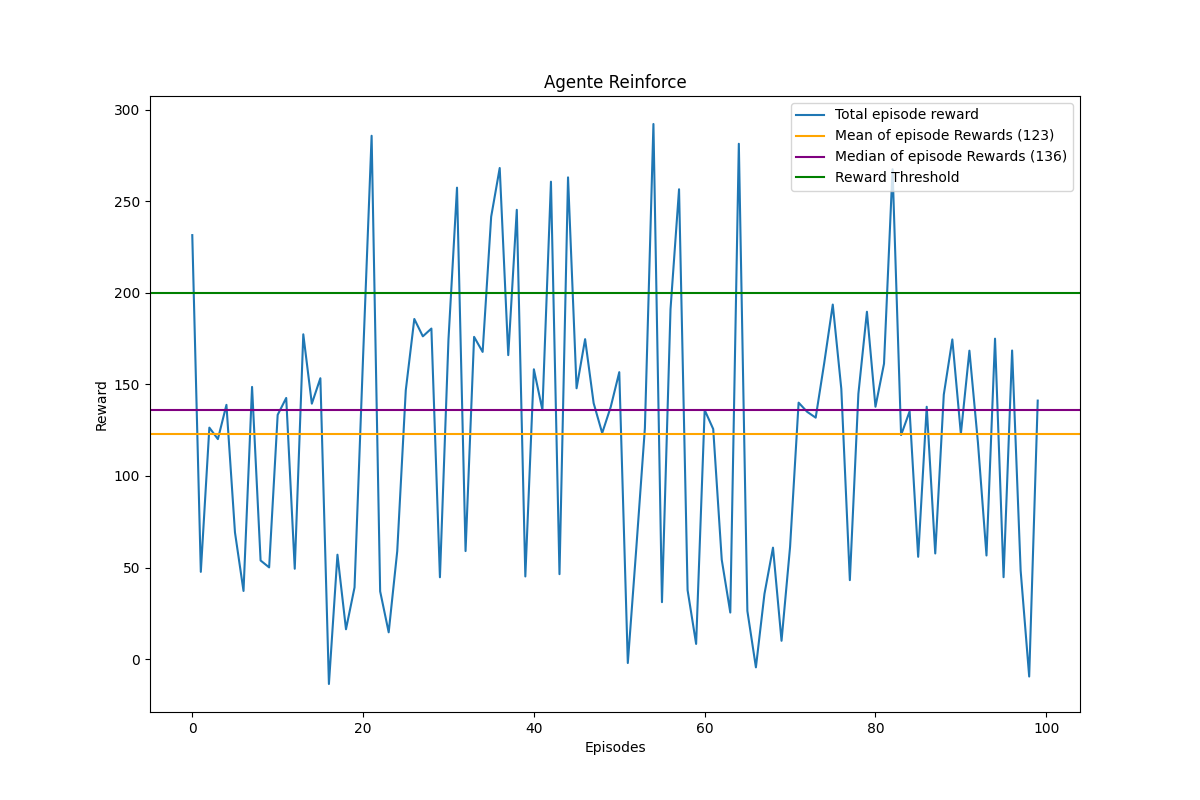 Agente Reinforce
Total episode reward
Mean of episode Rewards (123)
Median of episode Rewards (136)
Reward Threshold
300
250
200
150
100
50
0
Reward
0 20 40 60 80 100
Episodes